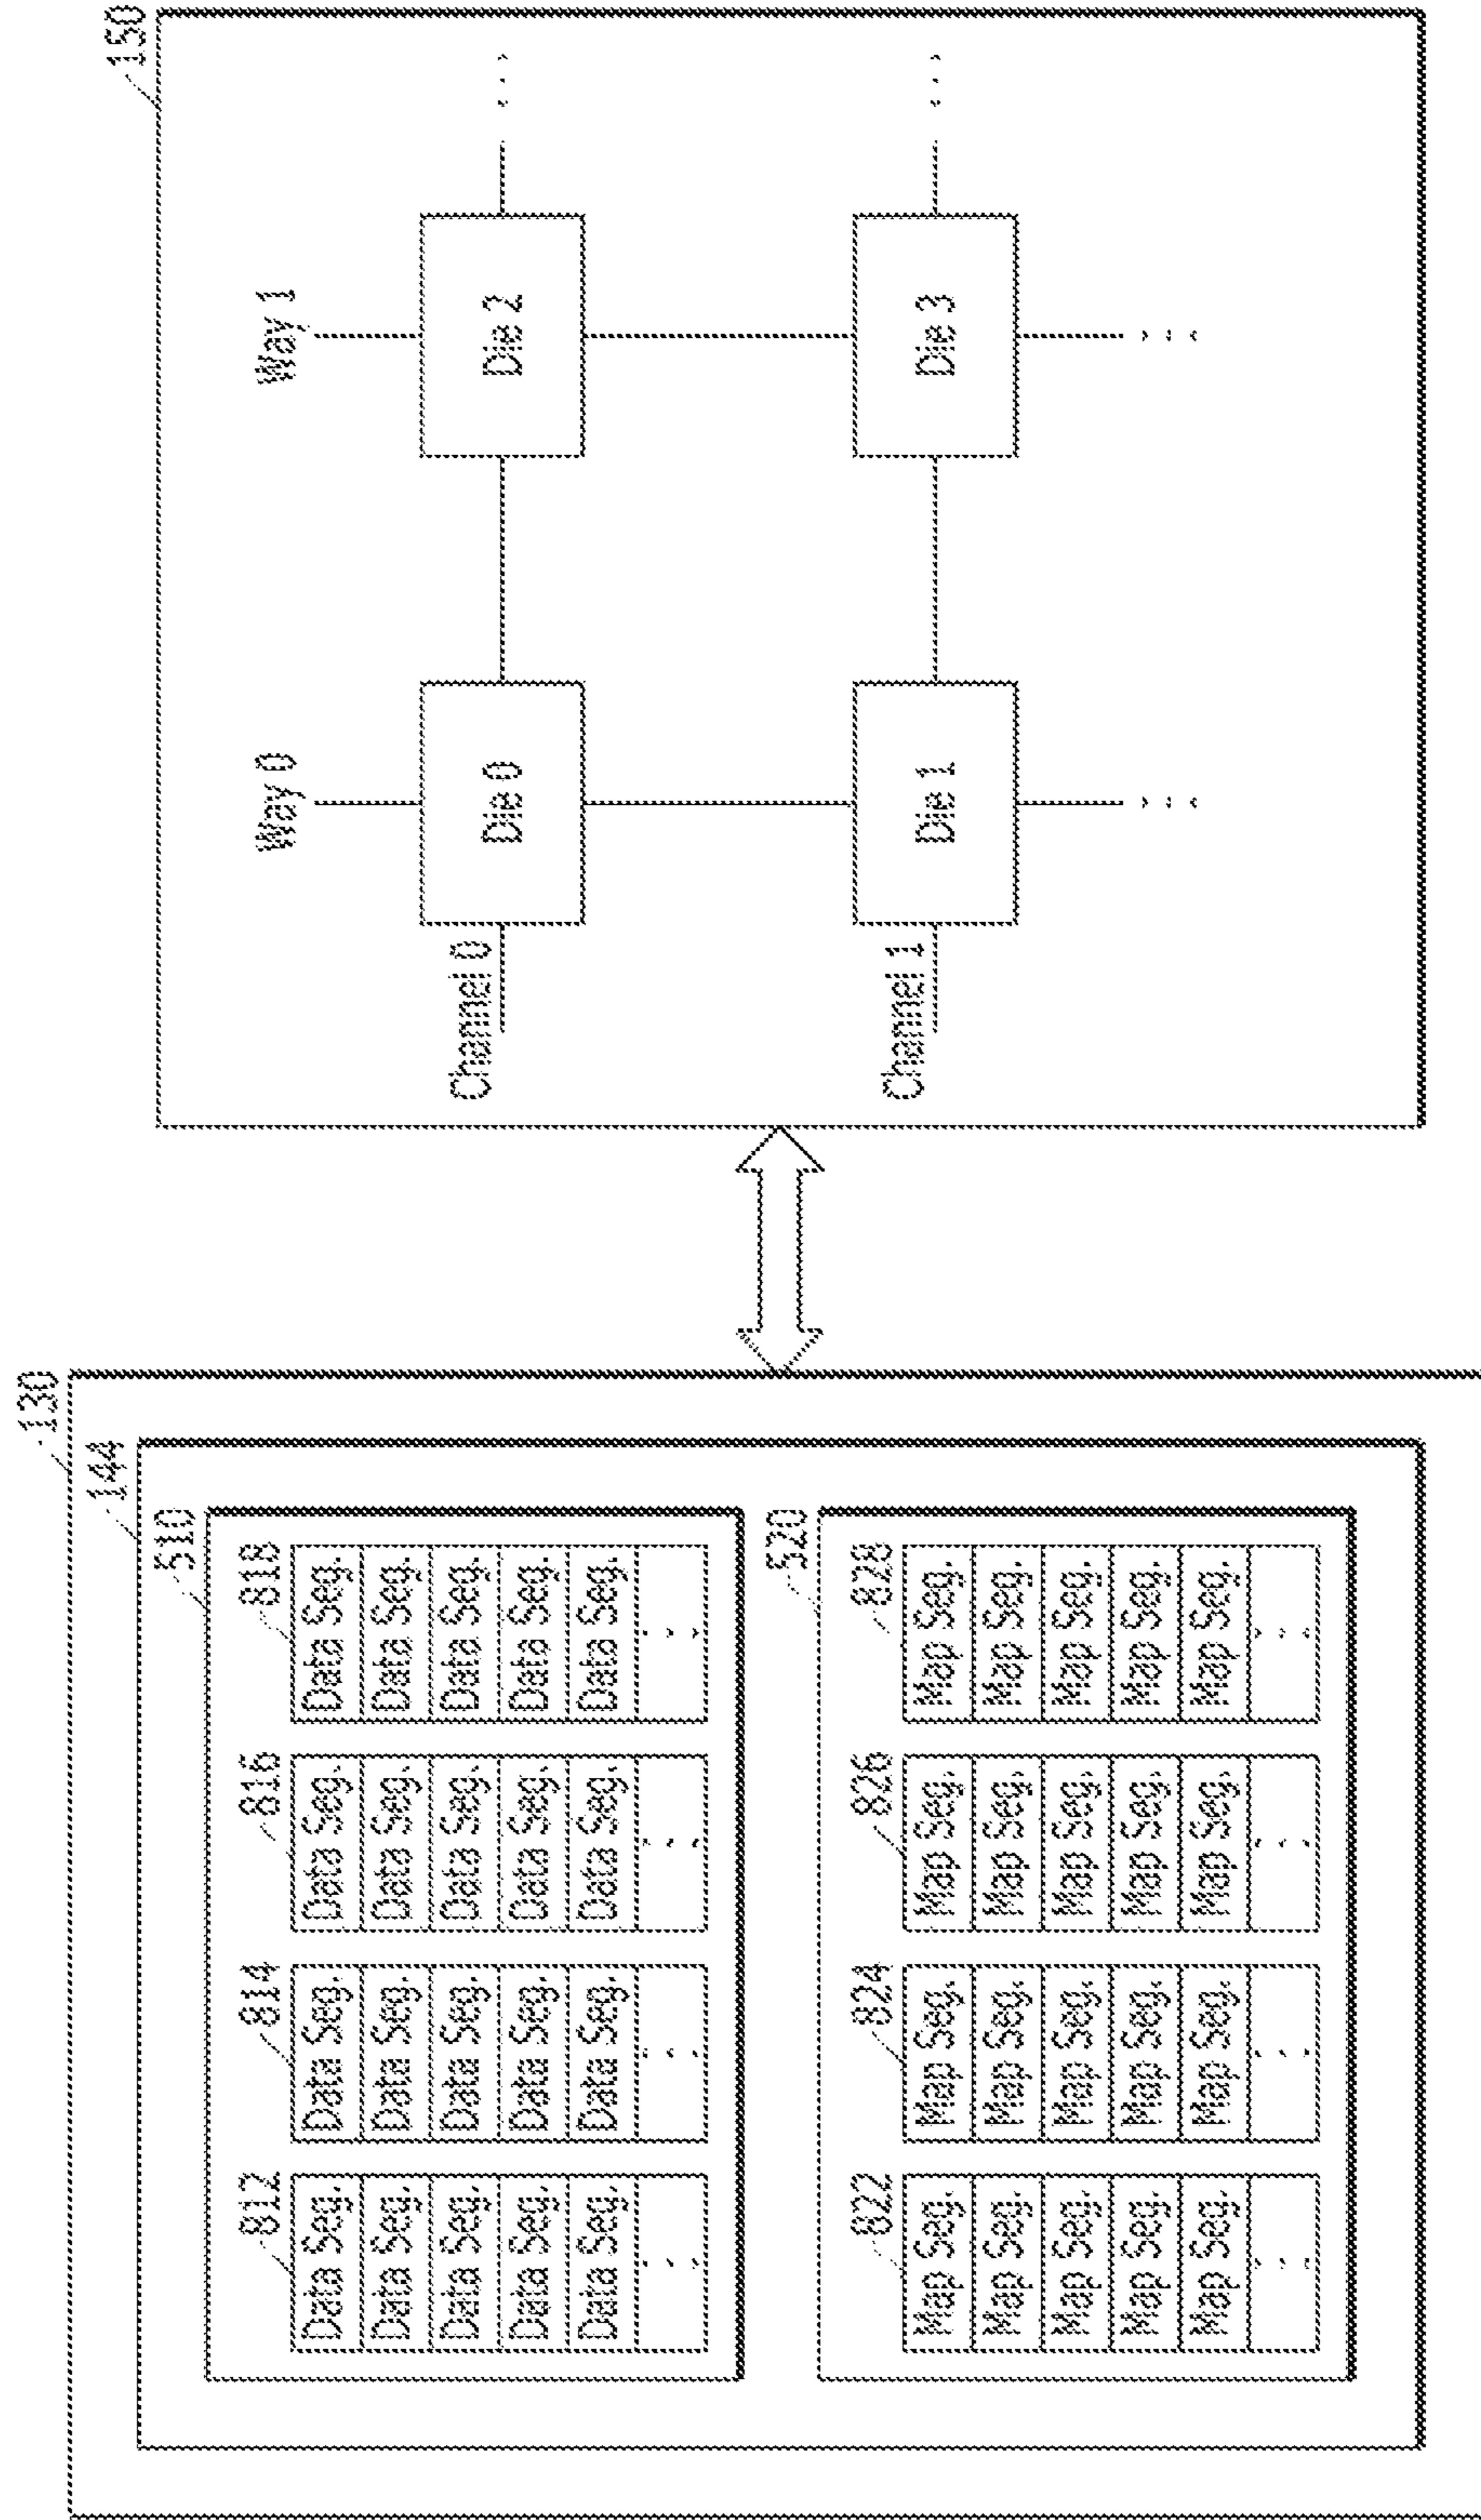 130
144
510
812 814 816 818
Data Seg. Data Seg. Data Seg. Data Seg.
Data Seg. Data Seg. Data Seg. Data Seg.
Data Seg. Data Seg. Data Seg. Data Seg.
Data Seg. Data Seg. Data Seg. Data Seg.
Data Seg. Data Seg. Data Seg. Data Seg.
520
822 824 826 828
Map Seg. Map Seg. Map Seg. Map Seg.
Map Seg. Map Seg. Map Seg. Map Seg.
Map Seg. Map Seg. Map Seg. Map Seg.
Map Seg. Map Seg. Map Seg. Map Seg.
Map Seg. Map Seg. Map Seg. Map Seg.
150
Way 0 Way 1
Channel 0
Die 0 Die 2
Channel 1
Die 1 Die 3